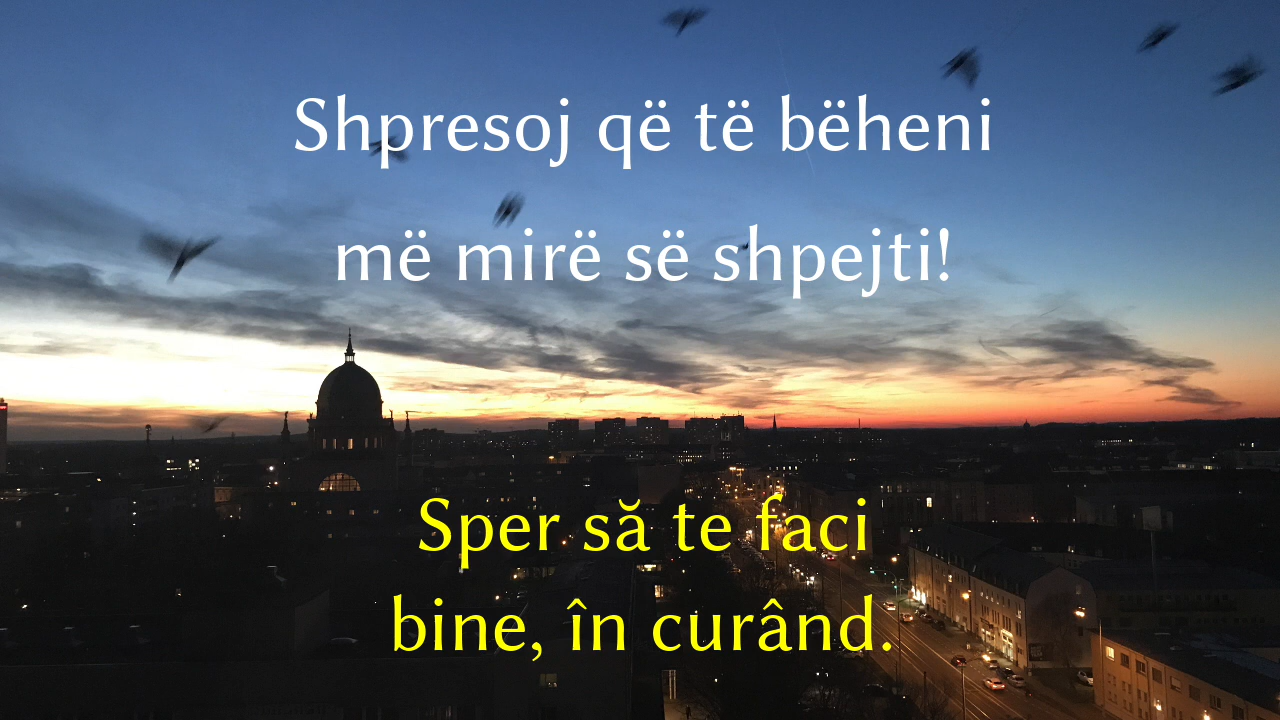 Shpresoj që të bëheni
më mirë së shpejti!
Sper să te faci
bine, în curând.